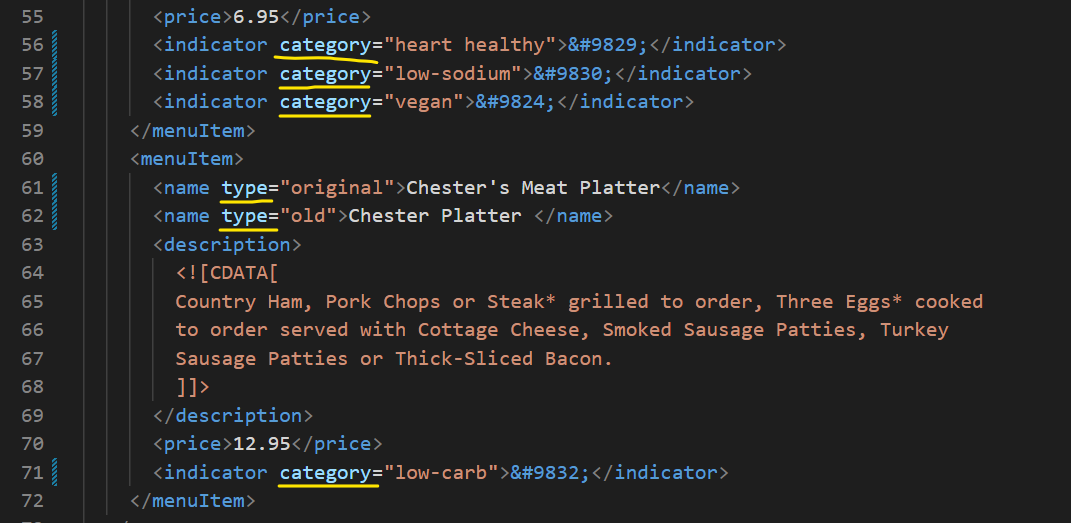 55 <price>6.95</price>
56 <indicator category="heart healthy">&#9829;</indicator>
57 <indicator category="low-sodium">&#9830;</indicator>
58 <indicator category="vegan">&#9824;</indicator>
59 </menuItem>
60 <menuItem>
61 <name type="original">Chester's Meat Platter</name>
62 <name type="old">Chester Platter </name>
63 <description>
64 <![CDATA[
65 Country Ham, Pork Chops or Steak* grilled to order, Three Eggs* cooked
66 to order served with Cottage Cheese, Smoked Sausage Patties, Turkey
67 Sausage Patties or Thick-Sliced Bacon.
68 ]]>
69 </description>
70 <price>12.95</price>
71 <indicator category="low-carb">&#9832;</indicator>
72 </menuItem>